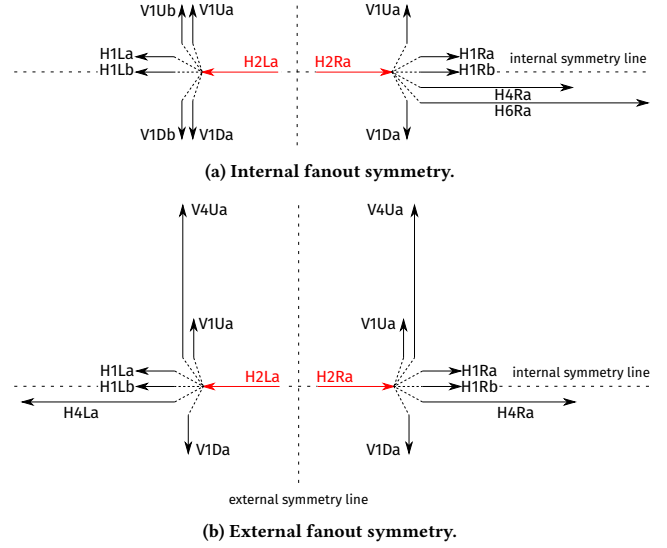 V1Ub V1Ua V1Ua
H1La H2La H2Ra H1Ra internal symmetry line
H1Lb H1Rb
H4Ra
H6Ra
V1Db V1Da V1Da
(a) Internal fanout symmetry.
V4Ua V4Ua
V1Ua V1Ua
H1La H2La H2Ra H1Ra internal symmetry line
H1Lb H1Rb
H4La H4Ra
V1Da V1Da
external symmetry line
(b) External fanout symmetry.